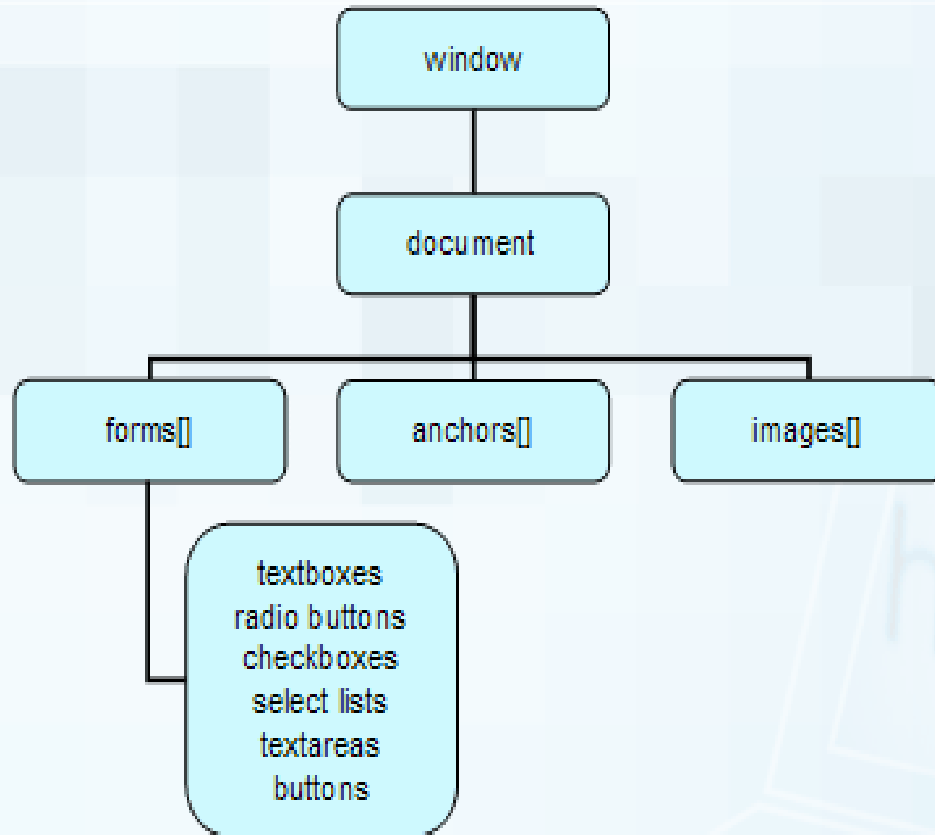 window
document
forms[]
anchors[]
images[]
textboxes
radio buttons
checkboxes
select lists
textareas
buttons